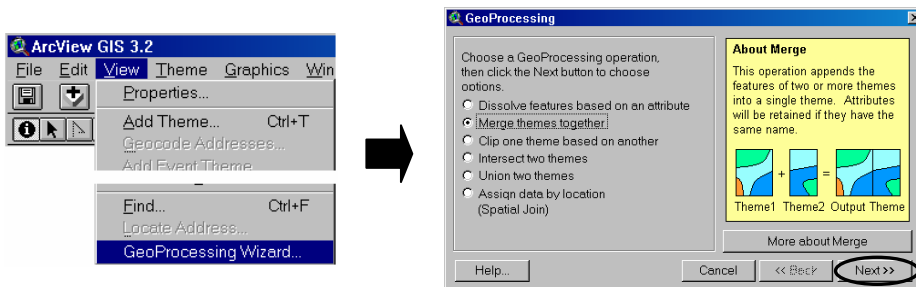 ArcView GIS 3.2
File Edit View Theme Graphics Win
Properties...
Add Theme... Ctrl+T
Geocode Addresses...
Add Event Theme
Find... Ctrl+F
Locate Address...
GeoProcessing Wizard...
GeoProcessing
Choose a GeoProcessing operation,
then click the Next button to choose
options.
Dissolve features based on an attribute
Merge themes together
Clip one theme based on another
Intersect two themes
Union two themes
Assign data by location
(Spatial Join)
About Merge
This operation appends the
features of two or more themes
into a single theme. Attributes
will be retained if they have the
same name.
+ =
Theme1 Theme2 Output Theme
More about Merge
Help... Cancel << Back Next >>